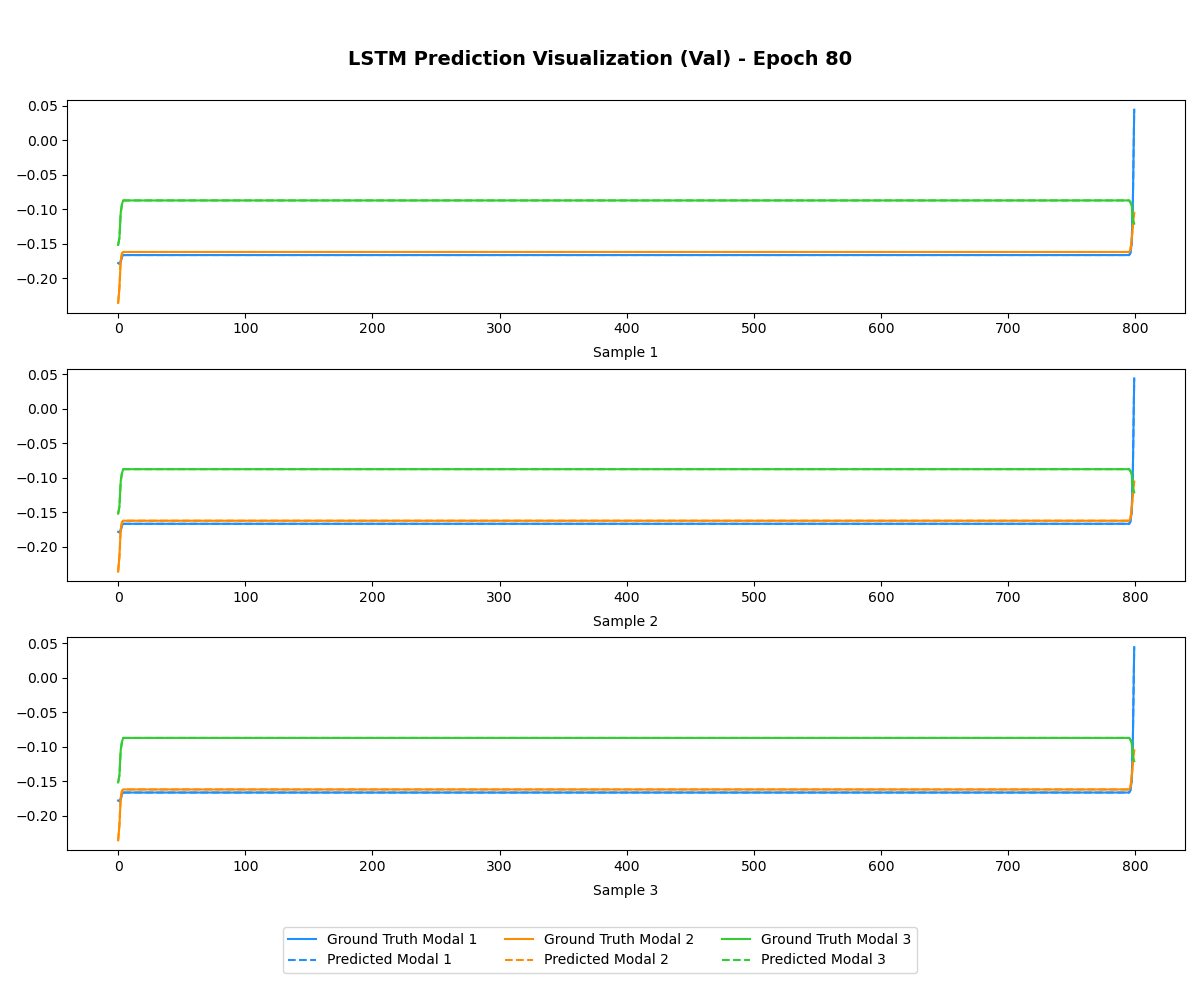 LSTM Prediction Visualization (Val) - Epoch 80
0.05
0.00
−0.05
−0.10
−0.15
−0.20
0 100 200 300 400 500 600 700 800
Sample 1
0.05
0.00
−0.05
−0.10
−0.15
−0.20
0 100 200 300 400 500 600 700 800
Sample 2
0.05
0.00
−0.05
−0.10
−0.15
−0.20
0 100 200 300 400 500 600 700 800
Sample 3
Ground Truth Modal 1 Ground Truth Modal 2 Ground Truth Modal 3
Predicted Modal 1 Predicted Modal 2 Predicted Modal 3